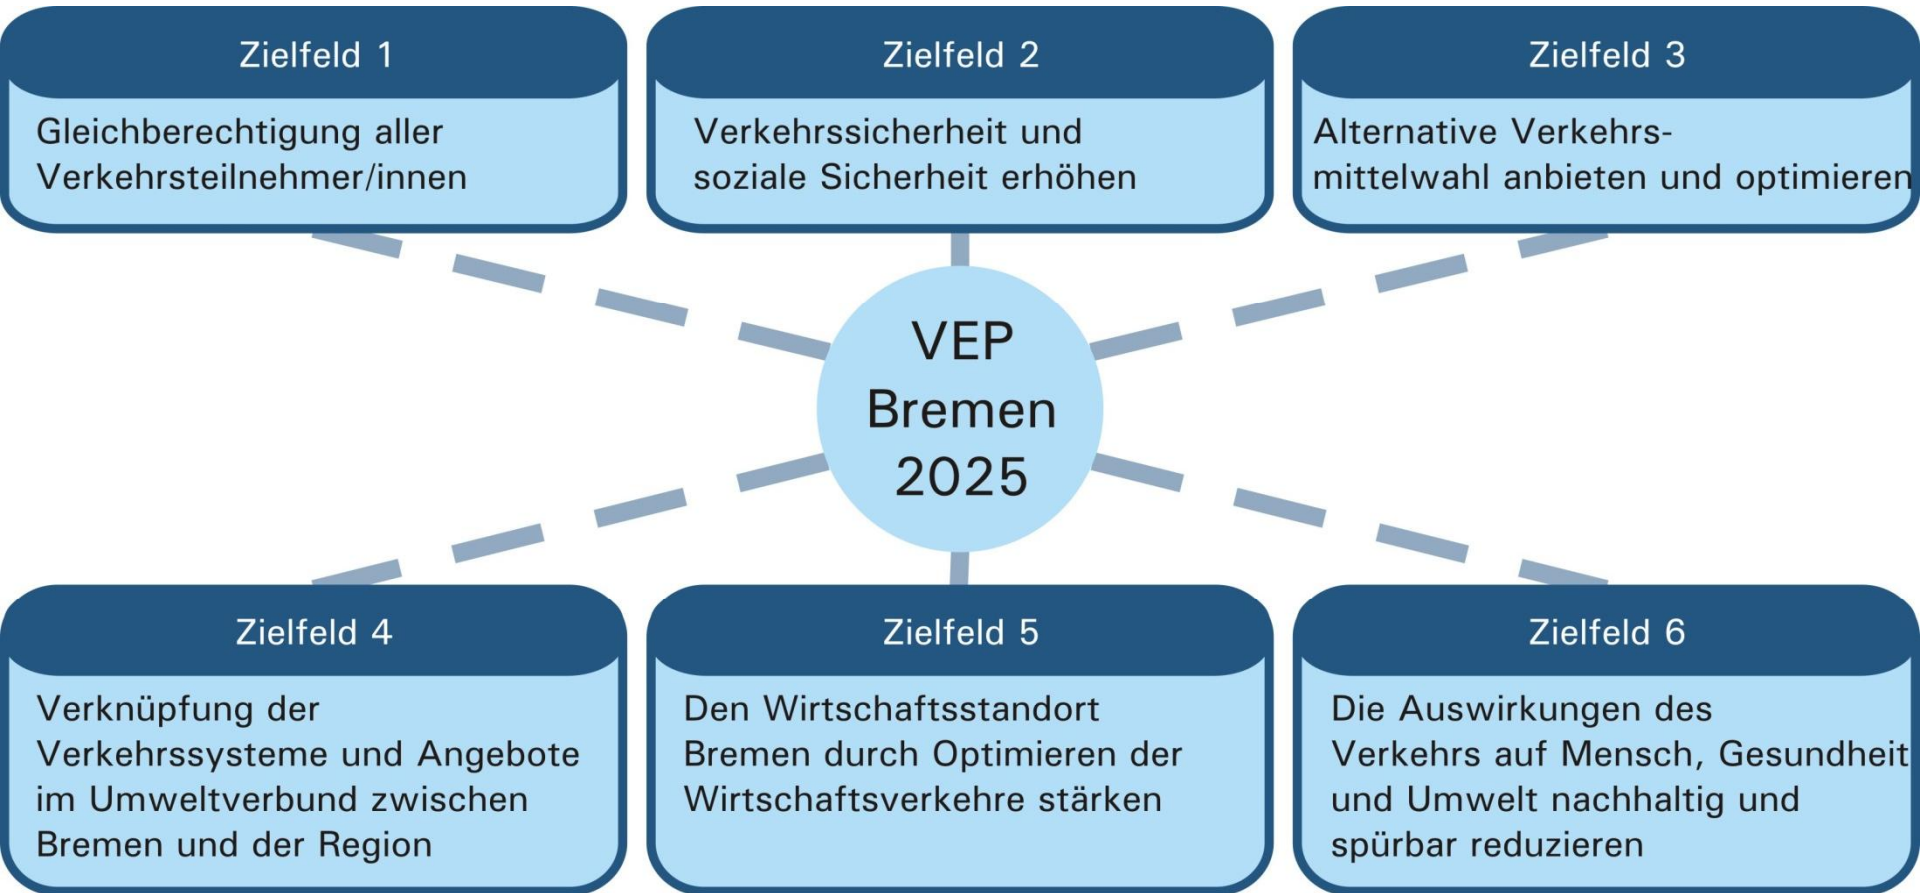 Zielfeld 1
Gleichberechtigung aller
Verkehrsteilnehmer/innen
Zielfeld 2
Verkehrssicherheit und
soziale Sicherheit erhöhen
Zielfeld 3
Alternative Verkehrs-
mittelwahl anbieten und optimieren
VEP
Bremen
2025
Zielfeld 4
Verknüpfung der
Verkehrssysteme und Angebote
im Umweltverbund zwischen
Bremen und der Region
Zielfeld 5
Den Wirtschaftsstandort
Bremen durch Optimieren der
Wirtschaftsverkehre stärken
Zielfeld 6
Die Auswirkungen des
Verkehrs auf Mensch, Gesundheit
und Umwelt nachhaltig und
spürbar reduzieren